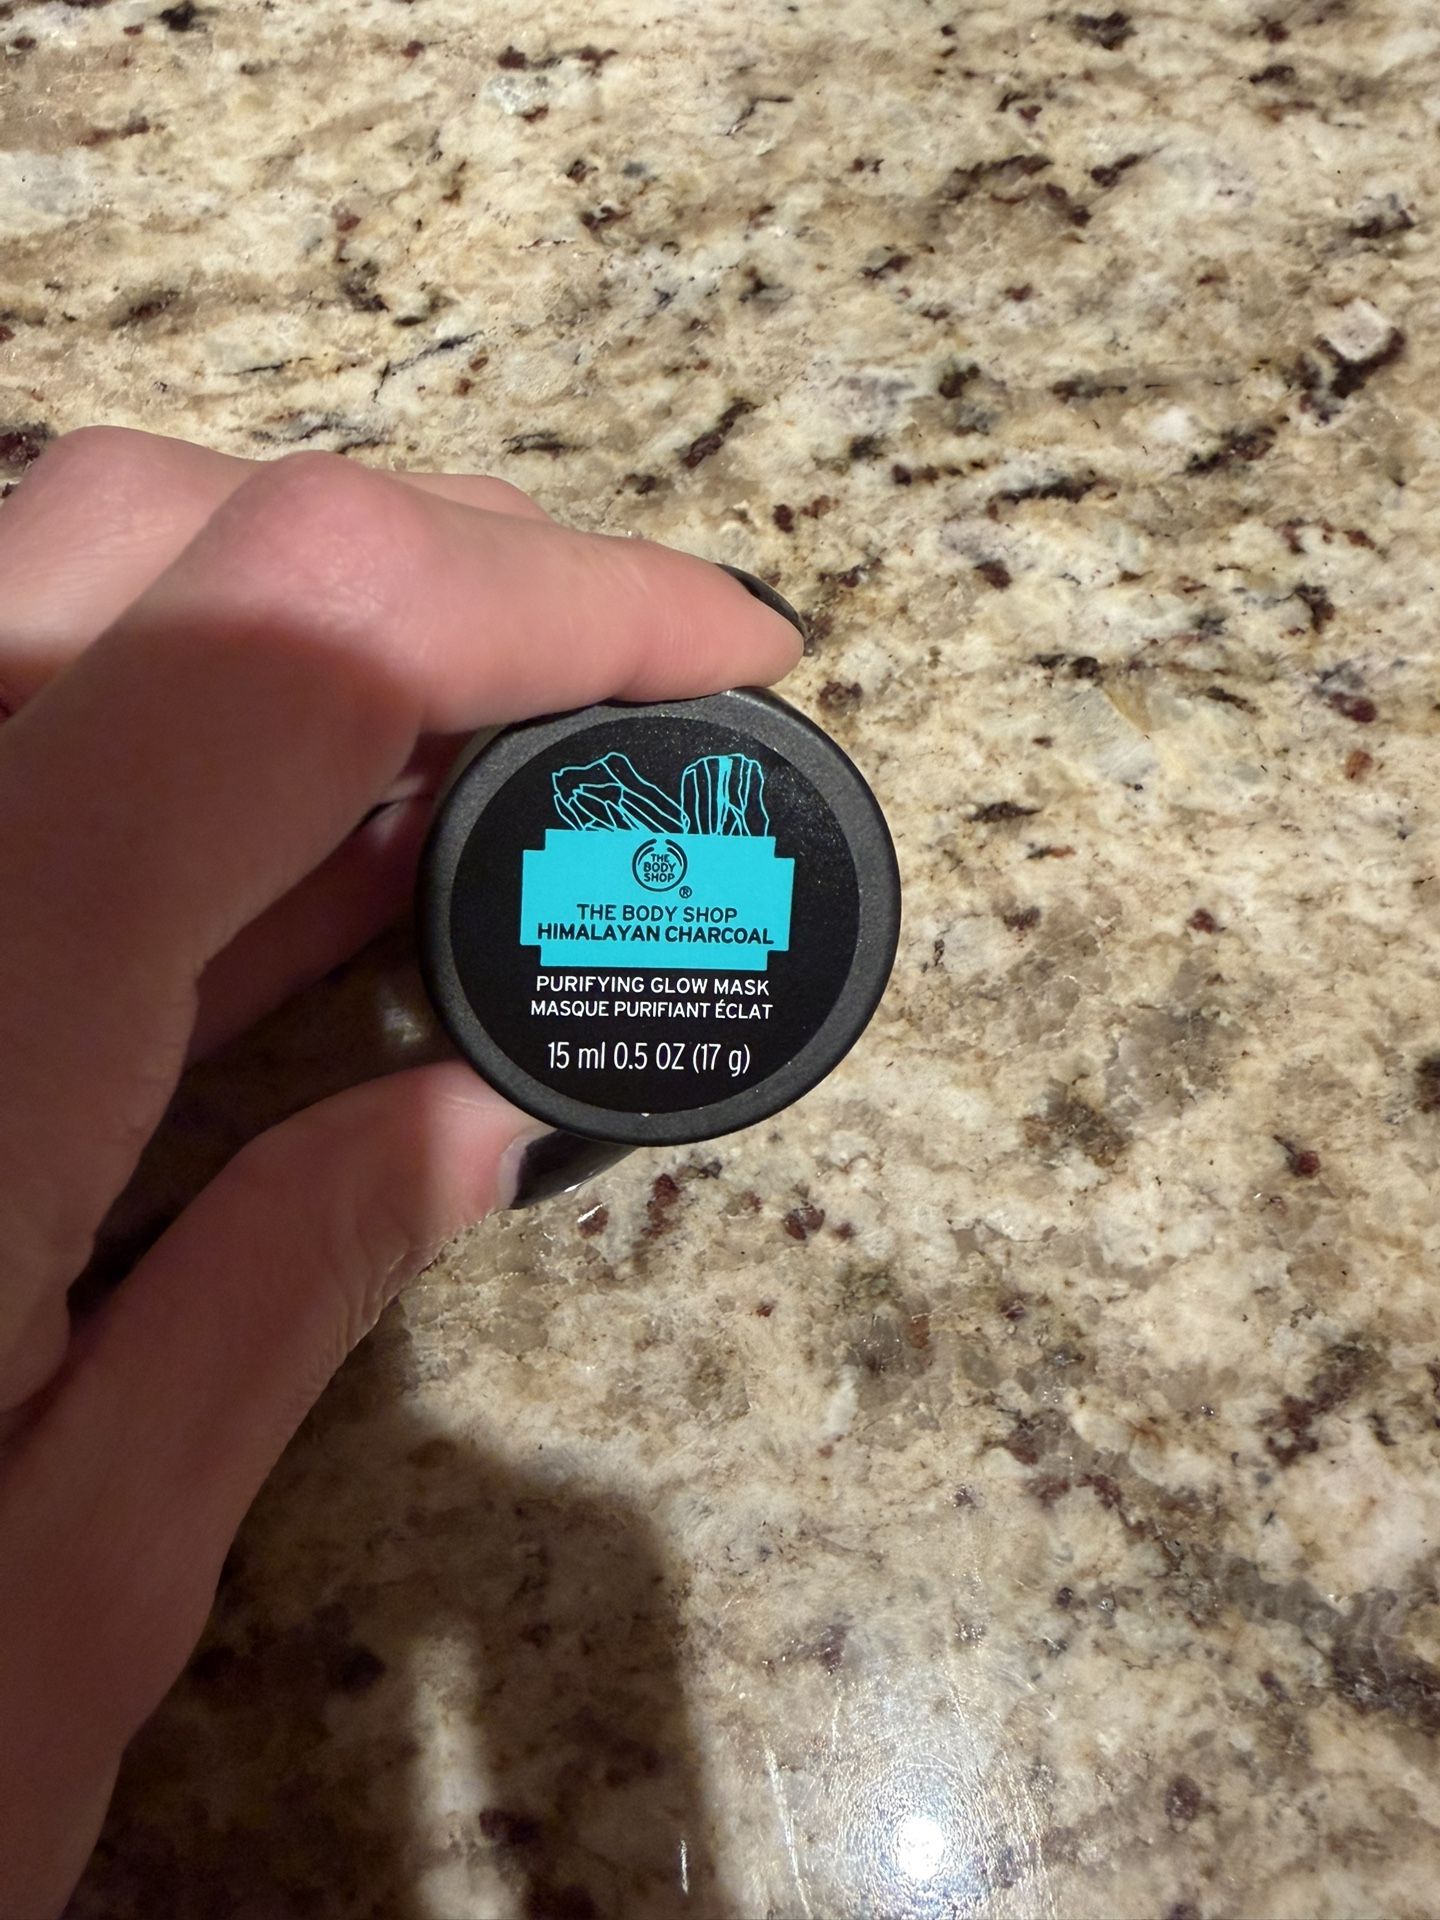 THE
BODY
SHOP
®
THE BODY SHOP
HIMALAYAN CHARCOAL
PURIFYING GLOW MASK
MASQUE PURIFIANT ÉCLAT
15 ml 0.5 OZ (17 g)